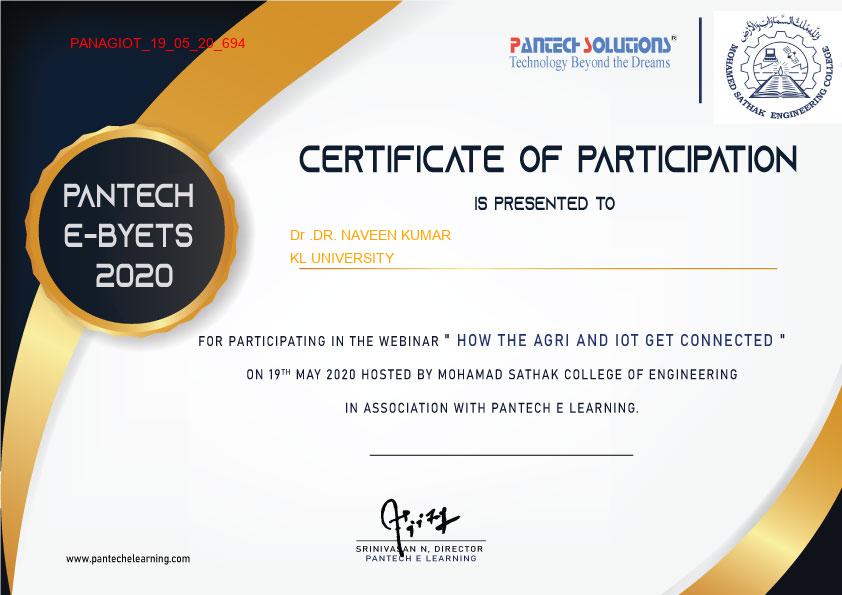 PANAGIOT_19_05_20_694
PANTECH SOLUTIONS®
Technology Beyond the Dreams
MOHAMED SATHAK ENGINEERING COLLEGE
CERTIFICATE OF PARTICIPATION
IS PRESENTED TO
PANTECH
E-BYETS
2020
Dr .DR. NAVEEN KUMAR
KL UNIVERSITY
FOR PARTICIPATING IN THE WEBINAR " HOW THE AGRI AND IOT GET CONNECTED "
ON 19TH MAY 2020 HOSTED BY MOHAMAD SATHAK COLLEGE OF ENGINEERING
IN ASSOCIATION WITH PANTECH E LEARNING.
SRINIVASAN N, DIRECTOR
PANTECH E LEARNING
www.pantechelearning.com